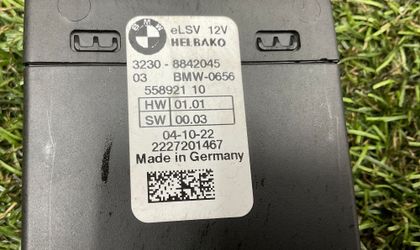 BMW eLSV 12V
HELBAKO
3230 - 8842045
03 BMW-0656
558921 10
HW 01.01
SW 00.03
04-10-22
2227201467
Made in Germany